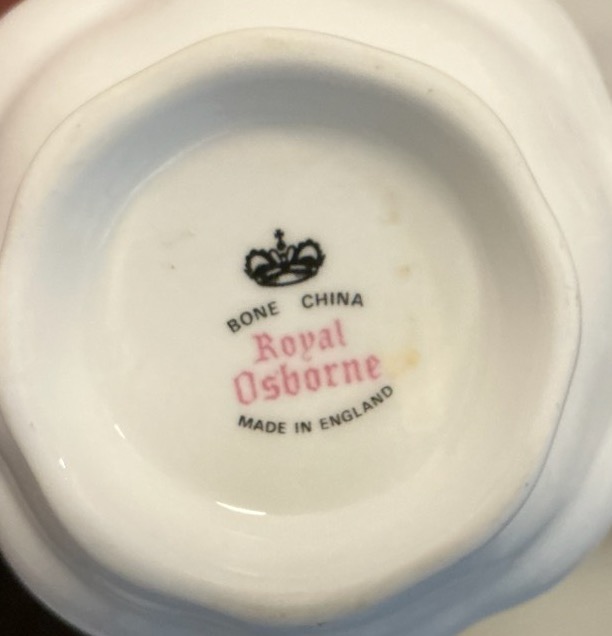 BONE CHINA
Royal
Osborne
MADE IN ENGLAND